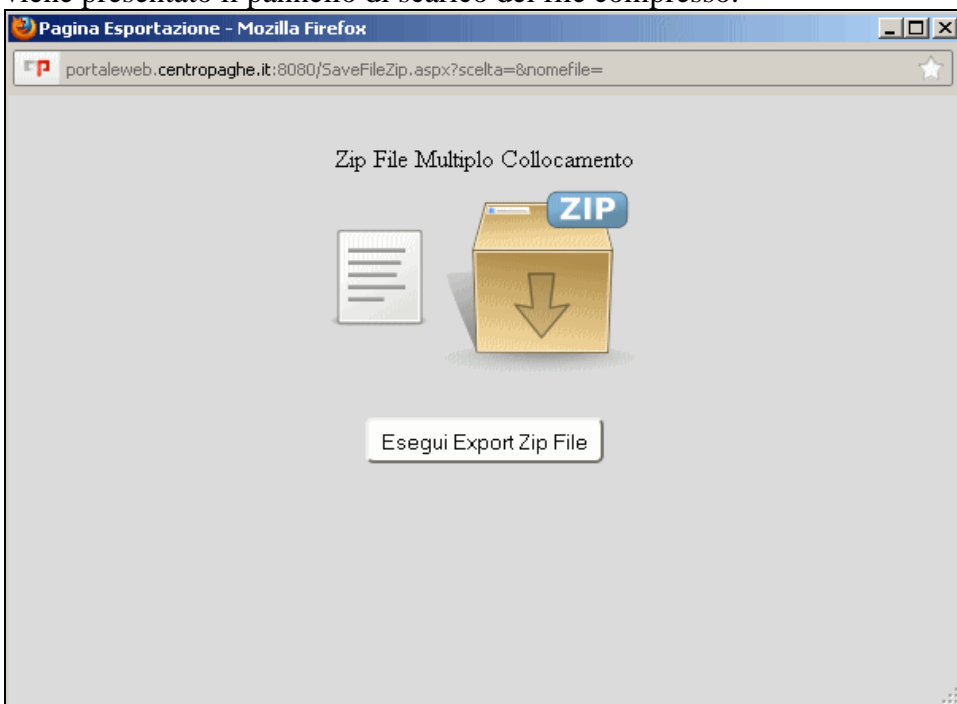 viene presentato il pannello di scarico del file compresso.
Pagina Esportazione - Mozilla Firefox
portaleweb.centropaghe.it:8080/SaveFileZip.aspx?scelta=&nomefile=
Zip File Multiplo Collocamento
ZIP
Esegui Export Zip File